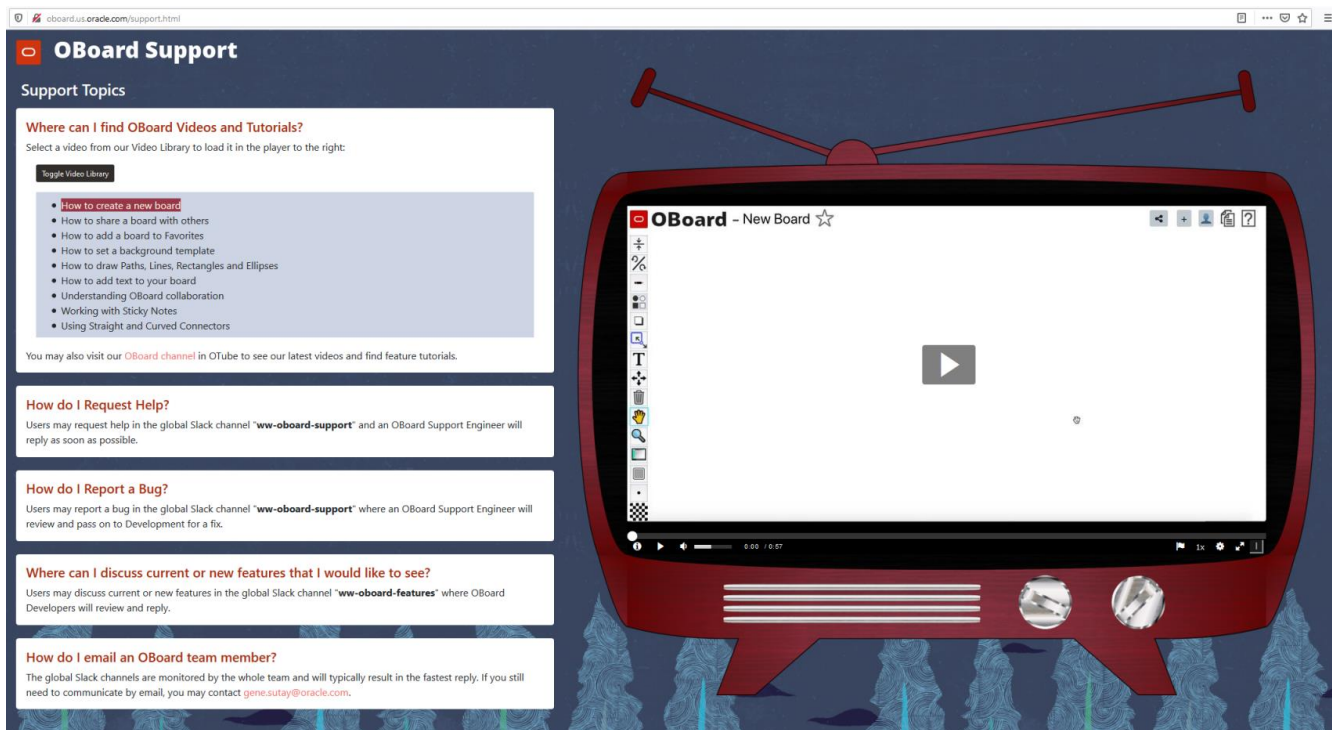 oboard.us.oracle.com/support.html
OBoard Support
Support Topics
Where can I find OBoard Videos and Tutorials?
Select a video from our Video Library to load it in the player to the right:
Toggle Video Library
• How to create a new board
• How to share a board with others
• How to add a board to Favorites
• How to set a background template
• How to draw Paths, Lines, Rectangles and Ellipses
• How to add text to your board
• Understanding OBoard collaboration
• Working with Sticky Notes
• Using Straight and Curved Connectors
You may also visit our OBoard channel in OTube to see our latest videos and find feature tutorials.
How do I Request Help?
Users may request help in the global Slack channel "ww-oboard-support" and an OBoard Support Engineer will
reply as soon as possible.
How do I Report a Bug?
Users may report a bug in the global Slack channel "ww-oboard-support" where an OBoard Support Engineer will
review and pass on to Development for a fix.
Where can I discuss current or new features that I would like to see?
Users may discuss current or new features in the global Slack channel "ww-oboard-features" where OBoard
Developers will review and reply.
How do I email an OBoard team member?
The global Slack channels are monitored by the whole team and will typically result in the fastest reply. If you still
need to communicate by email, you may contact gene.sutay@oracle.com.
OBoard - New Board
T
0:00 / 0:57
1x